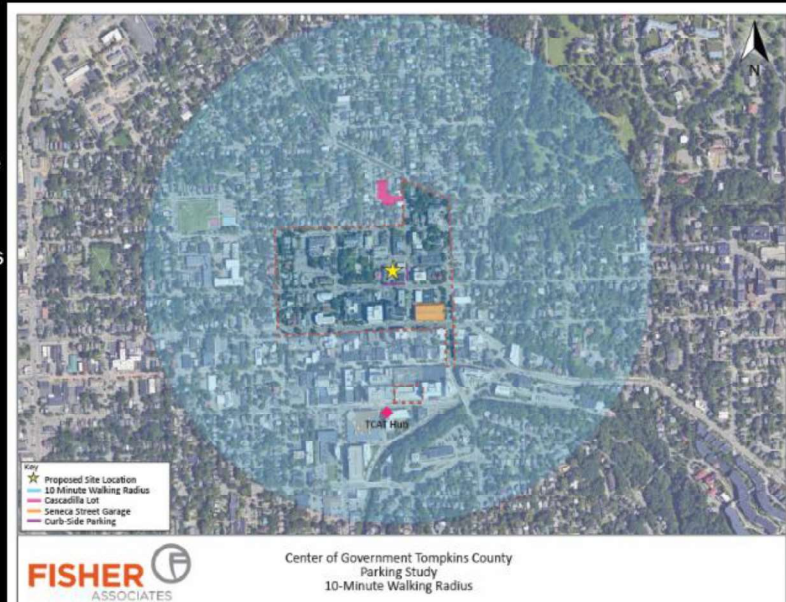 s
N
TCAT Hub
Key
Proposed Site Location
10 Minute Walking Radius
Cascadilla Lot
Seneca Street Garage
Curb-Side Parking
FISHER
ASSOCIATES
Center of Government Tompkins County
Parking Study
10-Minute Walking Radius